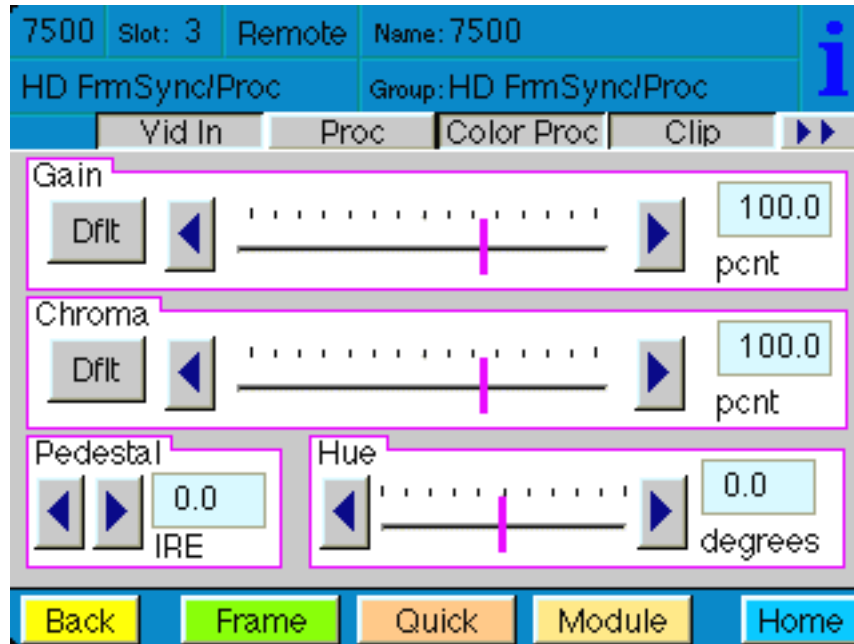 7500 Slot: 3 Remote Name: 7500
HD FrmSync/Proc Group: HD FrmSync/Proc
i
Vid In Proc Color Proc Clip
Gain
Dflt 100.0
pcnt
Chroma
Dflt 100.0
pcnt
Pedestal Hue
0.0 0.0
IRE degrees
Back Frame Quick Module Home